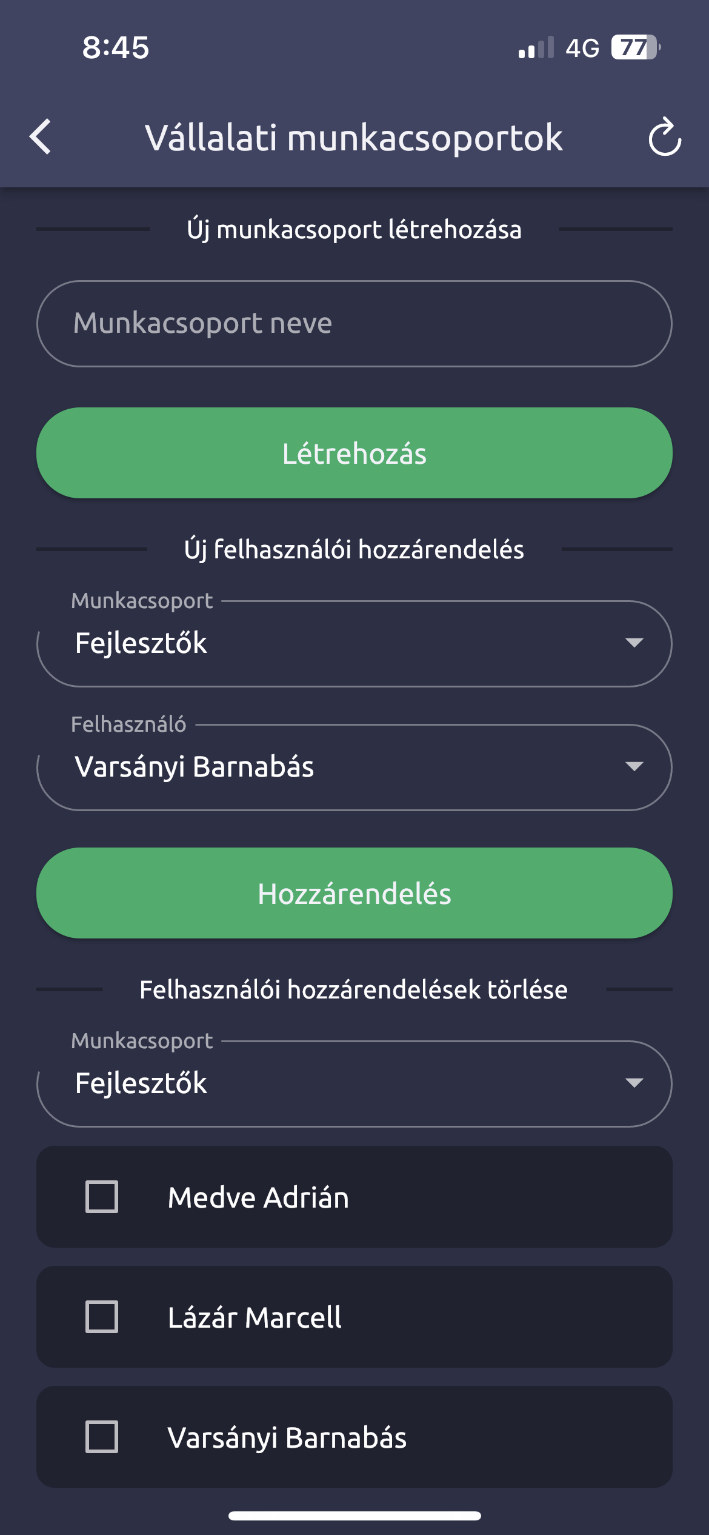 8:45
4G 77
Vállalati munkacsoportok
Új munkacsoport létrehozása
Munkacsoport neve
Létrehozás
Új felhasználói hozzárendelés
Munkacsoport
Fejlesztők
Felhasználó
Varsányi Barnabás
Hozzárendelés
Felhasználói hozzárendelések törlése
Munkacsoport
Fejlesztők
Medve Adrián
Lázár Marcell
Varsányi Barnabás